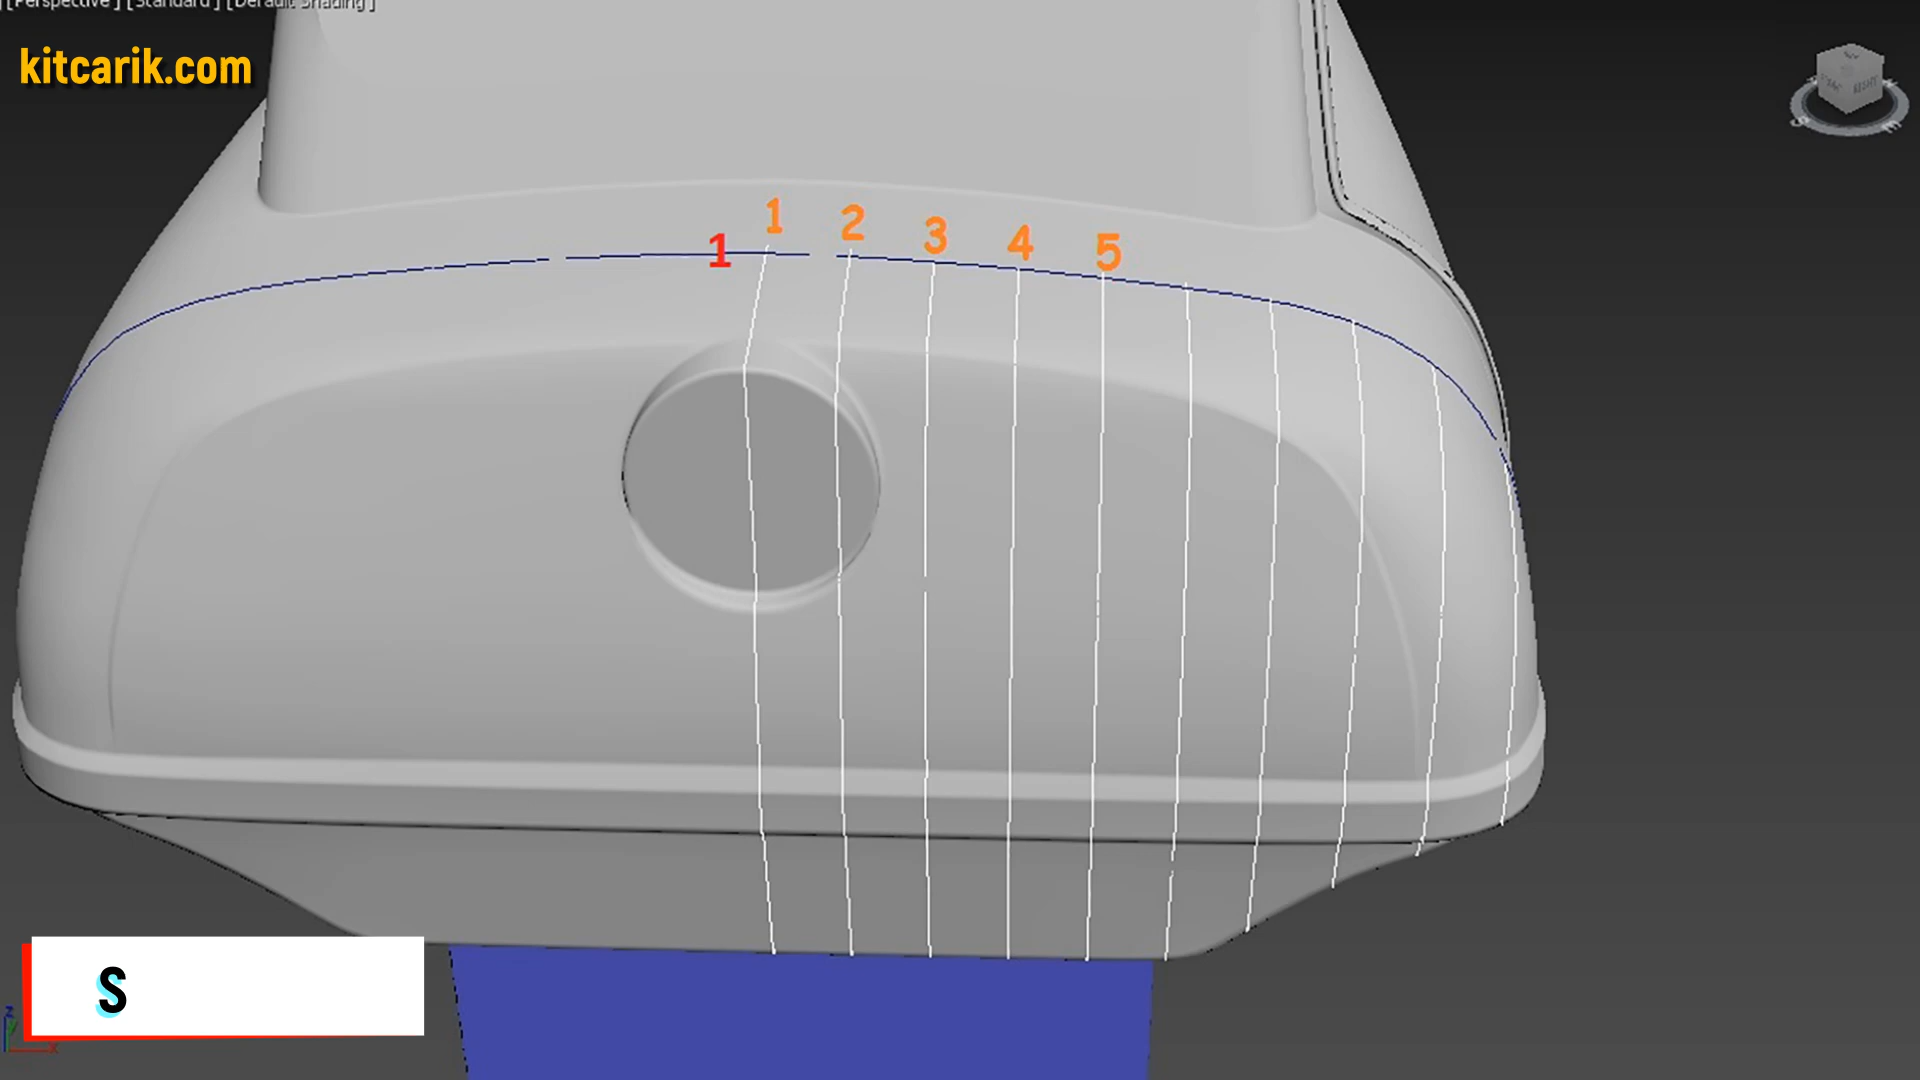 [Perspective] [Standard] [Default Shading]
kitcarik.com
1 2 3 4 5
1
S